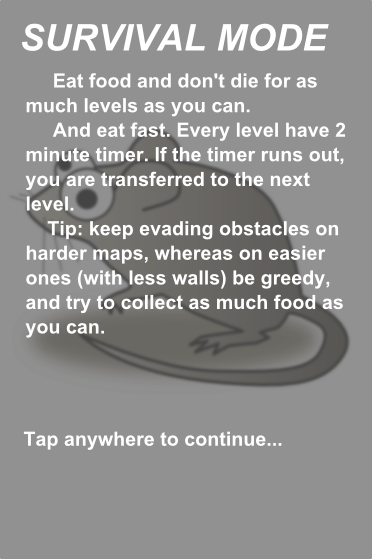 SURVIVAL MODE
Eat food and don't die for as
much levels as you can.
And eat fast. Every level have 2
minute timer. If the timer runs out,
you are transferred to the next
level.
Tip: keep evading obstacles on
harder maps, whereas on easier
ones (with less walls) be greedy,
and try to collect as much food as
you can.
Tap anywhere to continue...